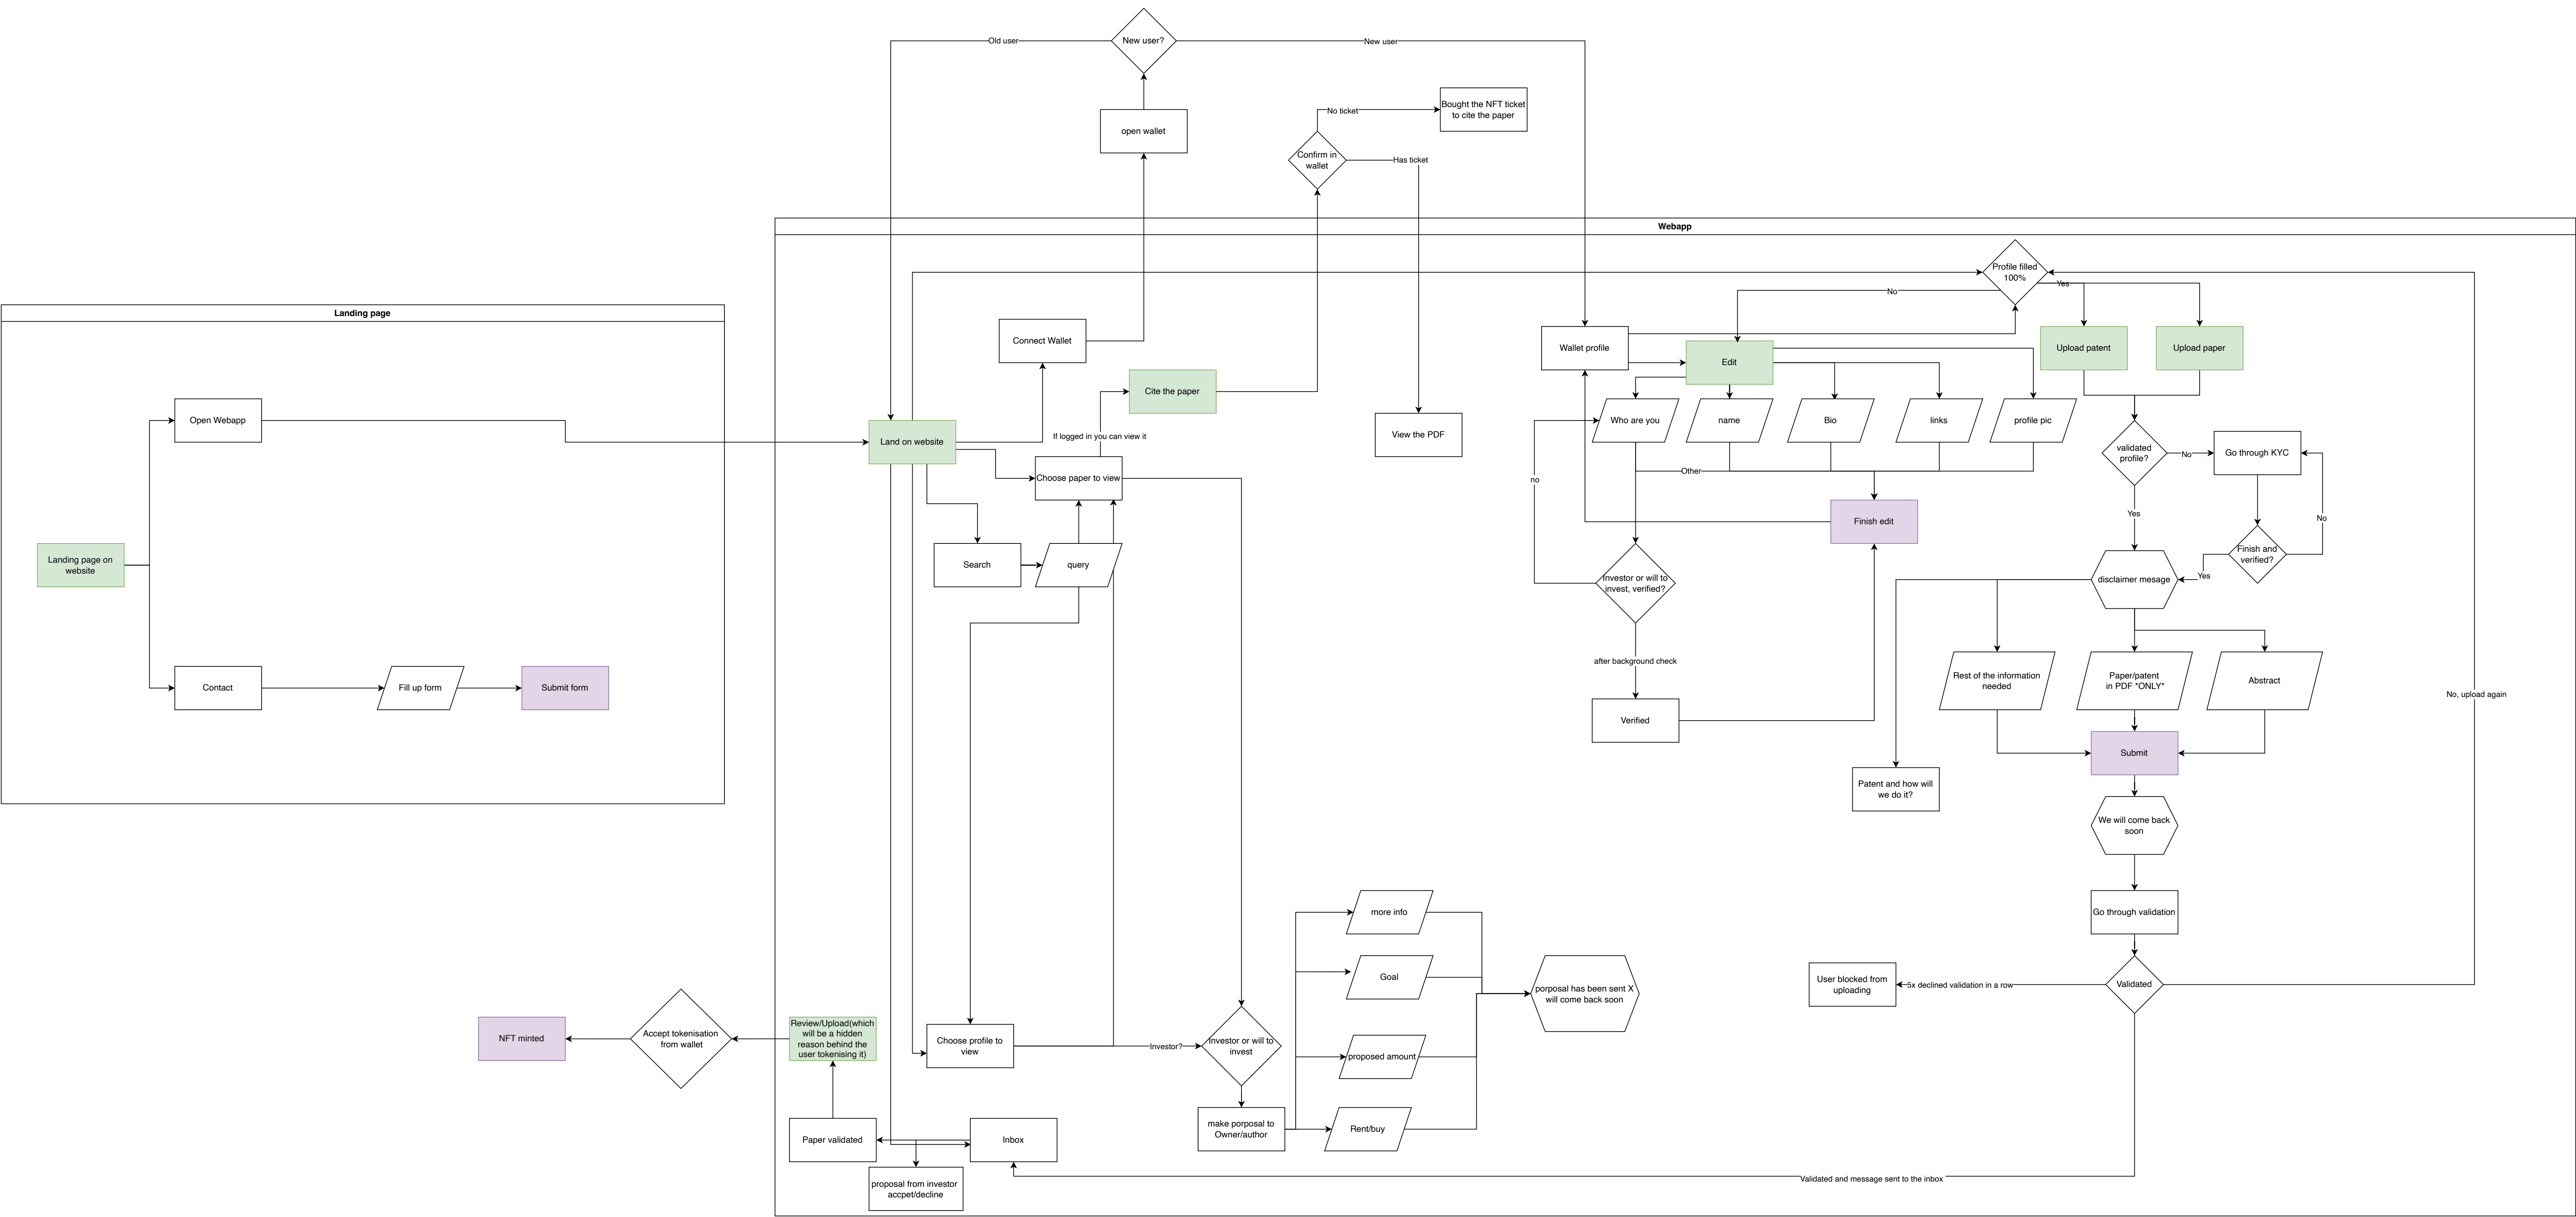 New user?
Old user
New user
open wallet
Bought the NFT ticket
to cite the paper
No ticket
Confirm in
wallet
Has ticket
Webapp
Profile filled
100%
Yes
No
Landing page
Connect Wallet
Wallet profile
Edit
Upload patent
Upload paper
Cite the paper
Open Webapp
Land on website
If logged in you can view it
View the PDF
Who are you
name
Bio
links
profile pic
validated
profile?
No
Go through KYC
Choose paper to view
no
Other
Yes
No
Finish edit
Landing page on
website
Search
query
Investor or will to
invest, verified?
disclaimer mesage
Finish and
verified?
Yes
after background check
Contact
Fill up form
Submit form
Rest of the information
needed
Paper/patent
in PDF *ONLY*
Abstract
No, upload again
Verified
Submit
Patent and how will
we do it?
We will come back
soon
more info
Go through validation
Goal
porposal has been sent X
will come back soon
User blocked from
uploading
5x declined validation in a row
Validated
NFT minted
Accept tokenisation
from wallet
Review/Upload(which
will be a hidden
reason behind the
user tokenising it)
Choose profile to
view
Investor?
Investor or will to
invest
proposed amount
Paper validated
Inbox
make porposal to
Owner/author
Rent/buy
proposal from investor
accpet/decline
Validated and message sent to the inbox